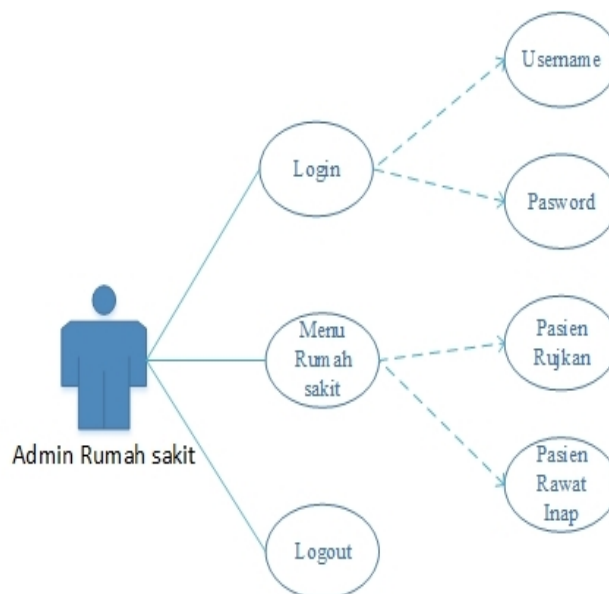 Username
Login
Pasword
Menu
Rumah
sakit
Pasien
Rujkan
Admin Rumah sakit
Pasien
Rawat
Inap
Logout